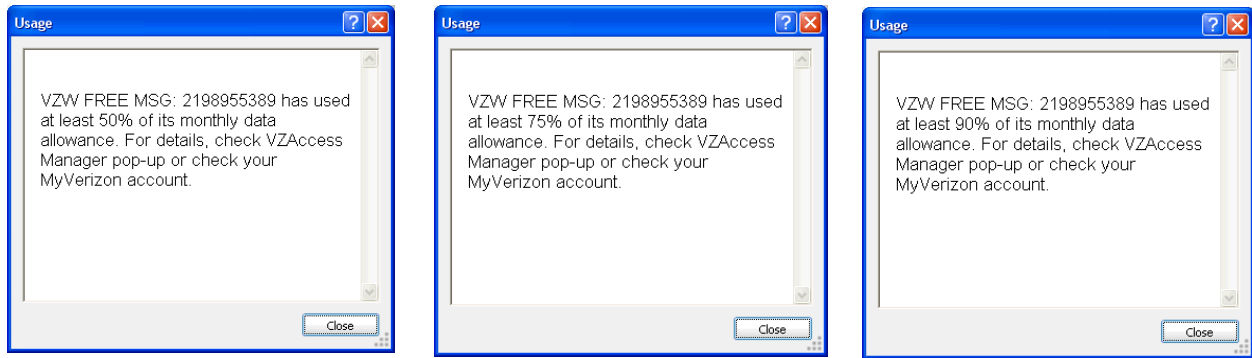 Usage
VZW FREE MSG: 2198955389 has used
at least 50% of its monthly data
allowance. For details, check VZAccess
Manager pop-up or check your
MyVerizon account.
Close
Usage
VZW FREE MSG: 2198955389 has used
at least 75% of its monthly data
allowance. For details, check VZAccess
Manager pop-up or check your
MyVerizon account.
Close
Usage
VZW FREE MSG: 2198955389 has used
at least 90% of its monthly data
allowance. For details, check VZAccess
Manager pop-up or check your
MyVerizon account.
Close